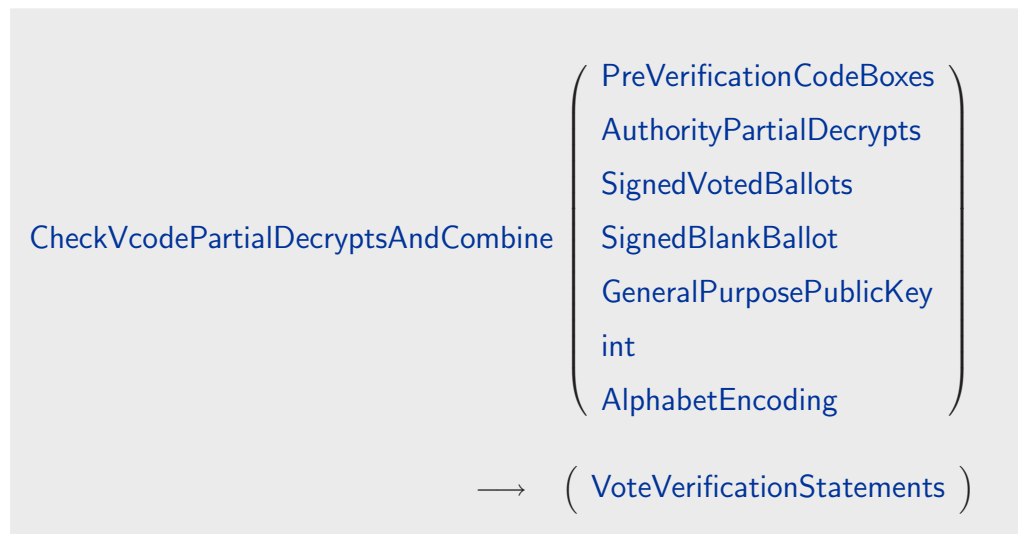 PreVerificationCodeBoxes
AuthorityPartialDecrypts
SignedVotedBallots
CheckVcodePartialDecryptsAndCombine SignedBlankBallot
GeneralPurposePublicKey
int
AlphabetEncoding
⟶ ( VoteVerificationStatements )